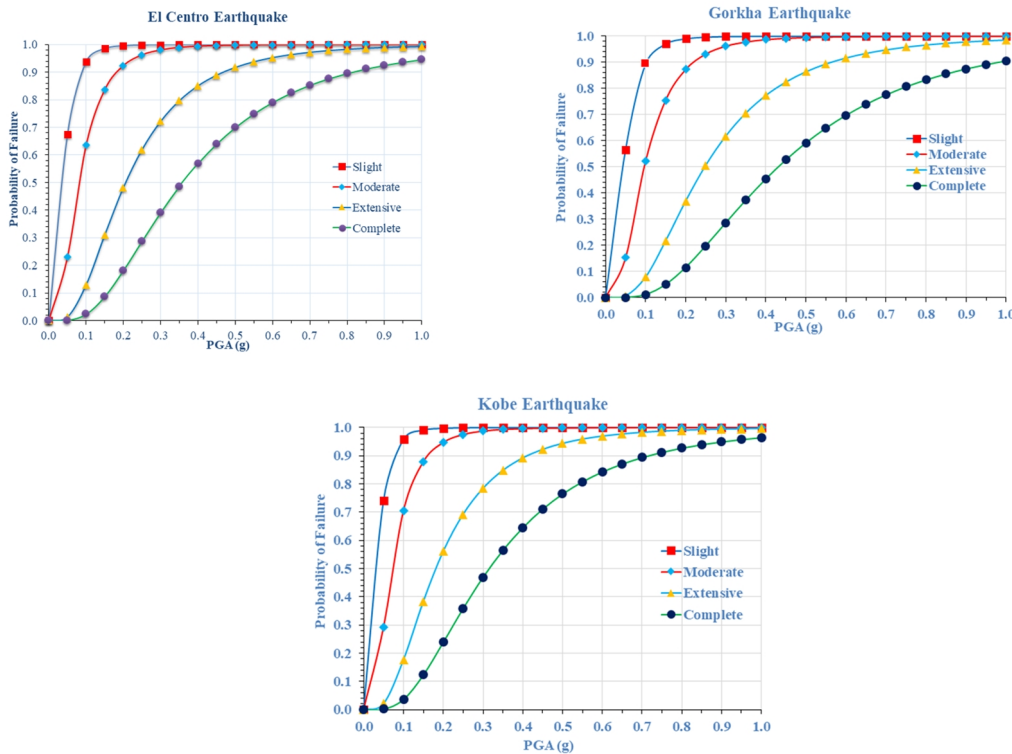 El Centro Earthquake
Probability of Failure
1.0
0.9
0.8
0.7
0.6
0.5
0.4
0.3
0.2
0.1
0.0
Slight
Moderate
Extensive
Complete
0.0 0.1 0.2 0.3 0.4 0.5 0.6 0.7 0.8 0.9 1.0
PGA (g)
Gorkha Earthquake
Probability of Failure
1.0
0.9
0.8
0.7
0.6
0.5
0.4
0.3
0.2
0.1
0.0
Slight
Moderate
Extensive
Complete
0.0 0.1 0.2 0.3 0.4 0.5 0.6 0.7 0.8 0.9 1.0
PGA (g)
Kobe Earthquake
Probability of Failure
1.0
0.9
0.8
0.7
0.6
0.5
0.4
0.3
0.2
0.1
0.0
Slight
Moderate
Extensive
Complete
0.0 0.1 0.2 0.3 0.4 0.5 0.6 0.7 0.8 0.9 1.0
PGA (g)